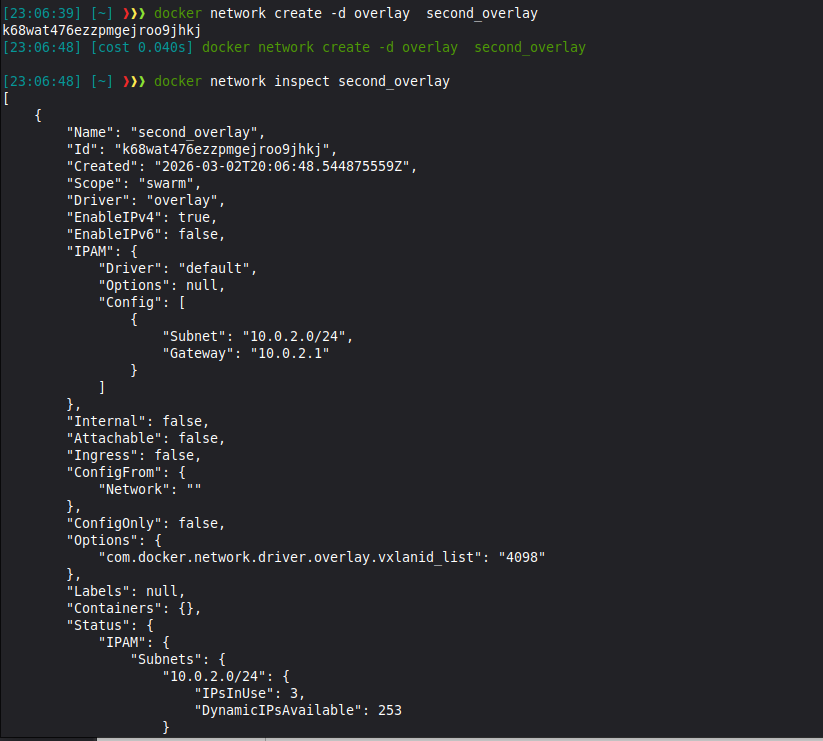 [23:06:39] [~] ❯❯❯ docker network create -d overlay  second_overlay
k68wat476ezzpmgejroo9jhkj
[23:06:48] [cost 0.040s] docker network create -d overlay  second_overlay
[23:06:48] [~] ❯❯❯ docker network inspect second_overlay
[
    {
        "Name": "second_overlay",
        "Id": "k68wat476ezzpmgejroo9jhkj",
        "Created": "2026-03-02T20:06:48.544875559Z",
        "Scope": "swarm",
        "Driver": "overlay",
        "EnableIPv4": true,
        "EnableIPv6": false,
        "IPAM": {
            "Driver": "default",
            "Options": null,
            "Config": [
                {
                    "Subnet": "10.0.2.0/24",
                    "Gateway": "10.0.2.1"
                }
            ]
        },
        "Internal": false,
        "Attachable": false,
        "Ingress": false,
        "ConfigFrom": {
            "Network": ""
        },
        "ConfigOnly": false,
        "Options": {
            "com.docker.network.driver.overlay.vxlanid_list": "4098"
        },
        "Labels": null,
        "Containers": {},
        "Status": {
            "IPAM": {
                "Subnets": {
                    "10.0.2.0/24": {
                        "IPsInUse": 3,
                        "DynamicIPsAvailable": 253
                    }